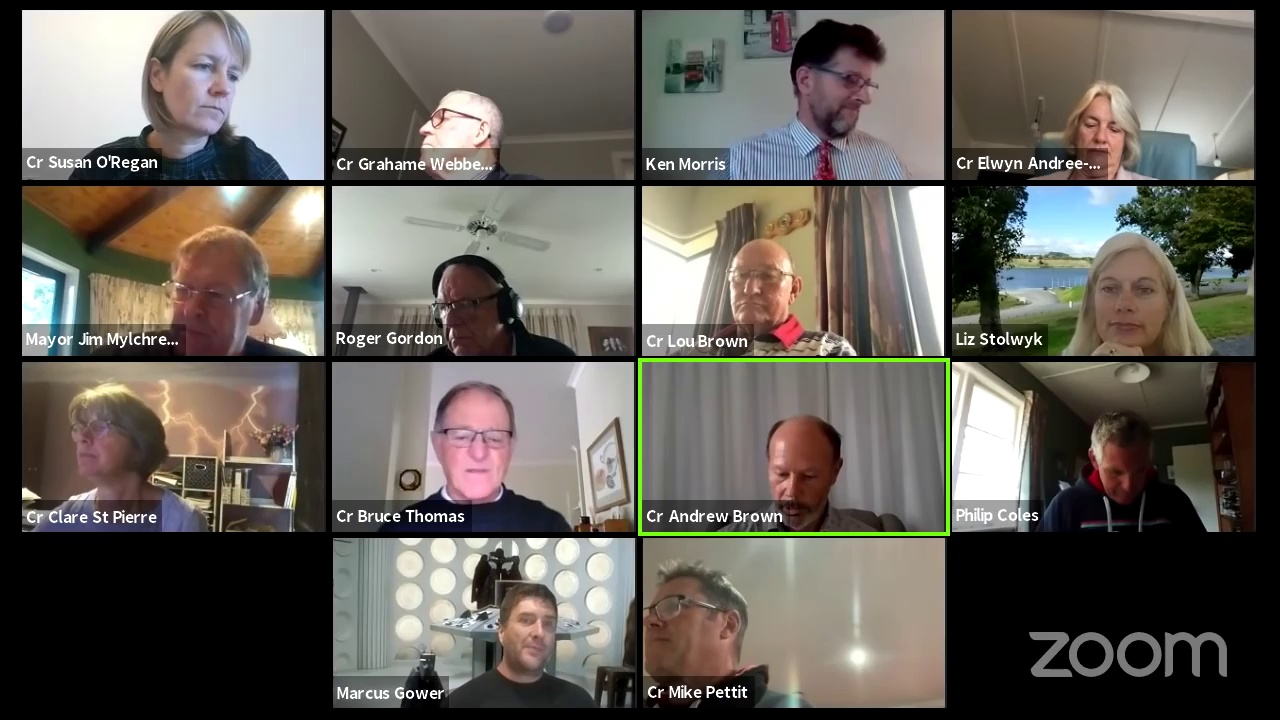 Cr Susan O'Regan
Cr Grahame Webbe...
Ken Morris
Cr Elwyn Andree-...
Mayor Jim Mylchre...
Roger Gordon
Cr Lou Brown
Liz Stolwyk
Cr Clare St Pierre
Cr Bruce Thomas
Cr Andrew Brown
Philip Coles
Marcus Gower
Cr Mike Pettit
zoom